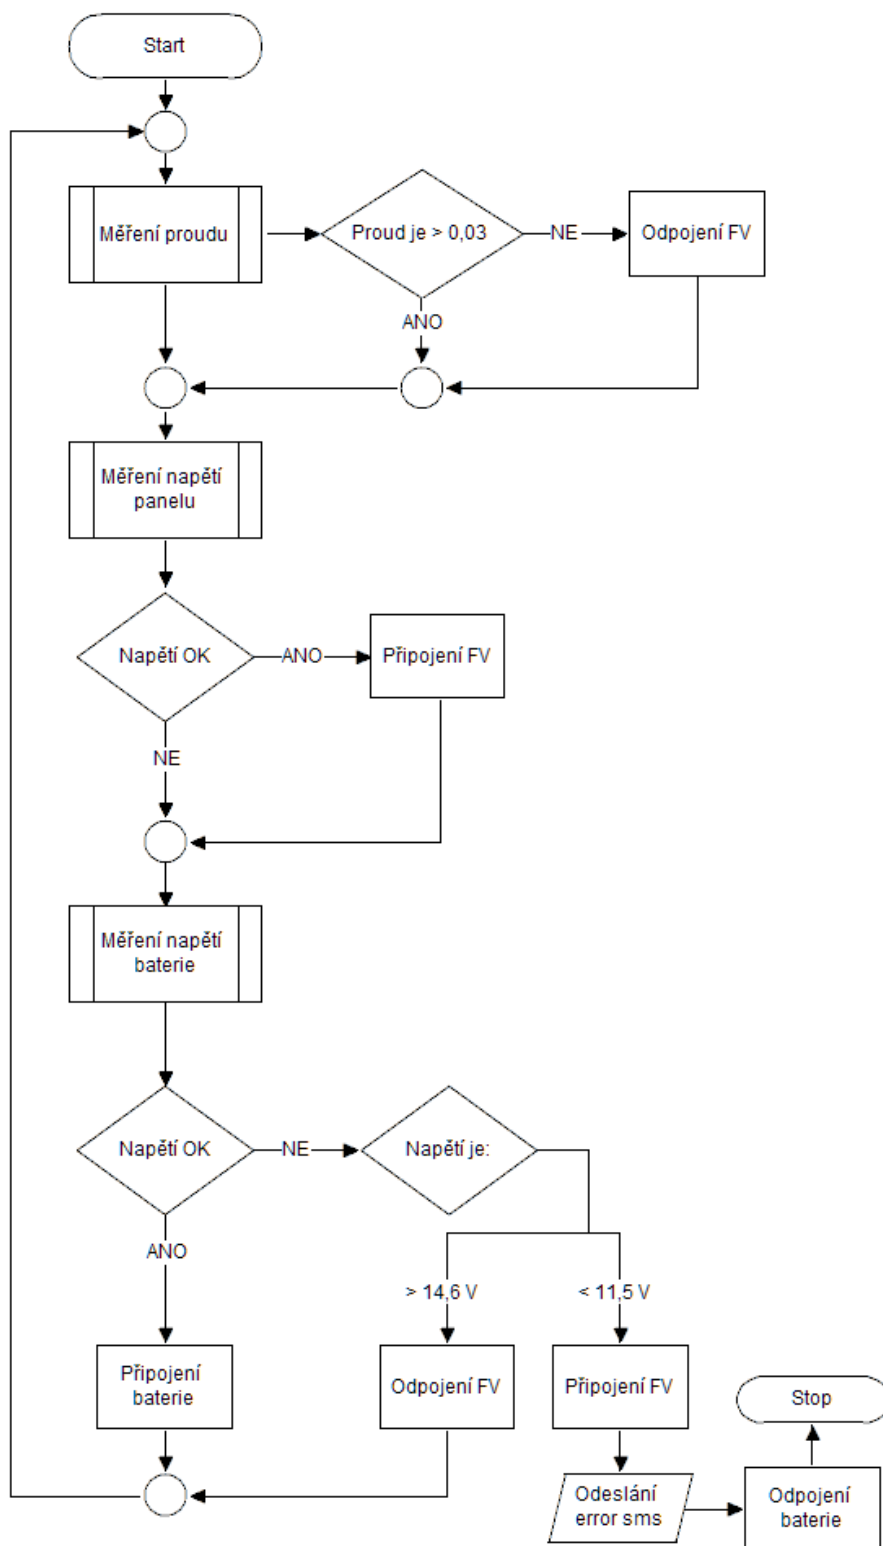 Start
Měření proudu
Proud je > 0,03
NE
Odpojení FV
ANO
Měření napětí
panelu
Napětí OK
ANO
Připojení FV
NE
Měření napětí
baterie
Napětí OK
NE
Napětí je:
ANO
> 14,6 V
< 11,5 V
Připojení
baterie
Odpojení FV
Připojení FV
Stop
Odeslání
error sms
Odpojení
baterie